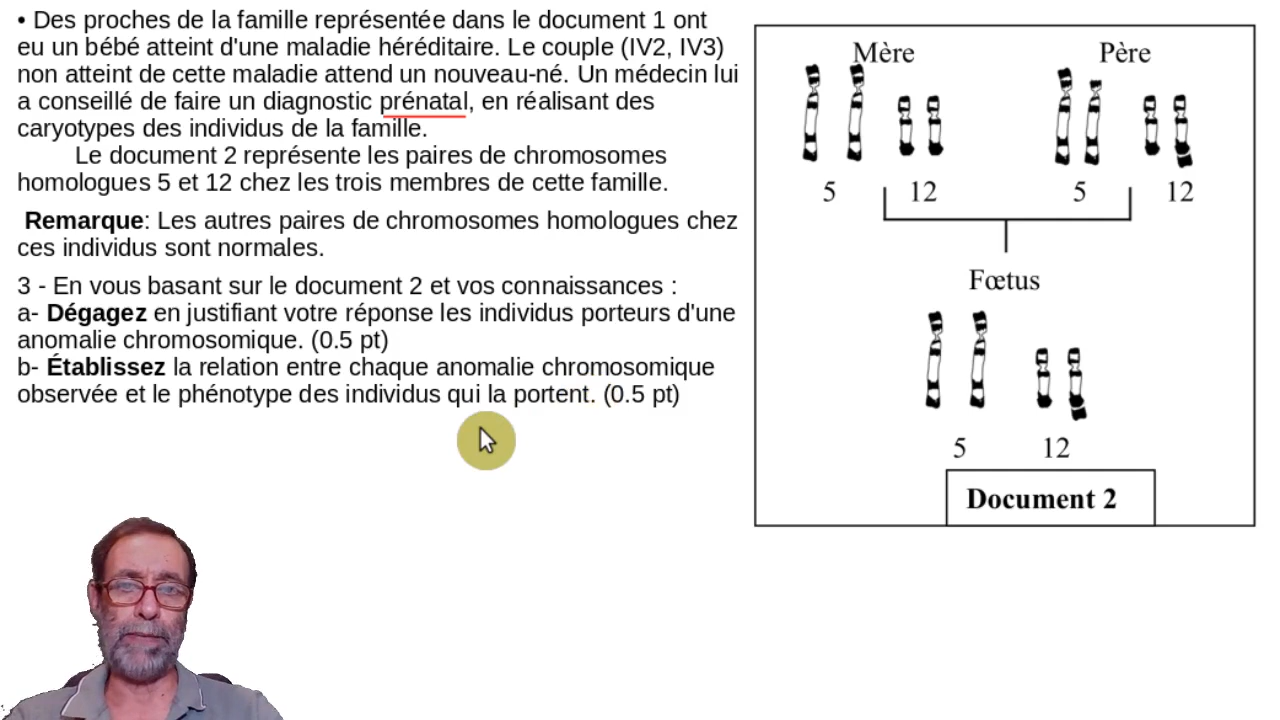 • Des proches de la famille représentée dans le document 1 ont
eu un bébé atteint d'une maladie héréditaire. Le couple (IV2, IV3)
non atteint de cette maladie attend un nouveau-né. Un médecin lui
a conseillé de faire un diagnostic prénatal, en réalisant des
caryotypes des individus de la famille.
Le document 2 représente les paires de chromosomes
homologues 5 et 12 chez les trois membres de cette famille.
Remarque: Les autres paires de chromosomes homologues chez
ces individus sont normales.
3 - En vous basant sur le document 2 et vos connaissances :
a- Dégagez en justifiant votre réponse les individus porteurs d'une
anomalie chromosomique. (0.5 pt)
b- Établissez la relation entre chaque anomalie chromosomique
observée et le phénotype des individus qui la portent. (0.5 pt)
Mère Père
5 12 5 12
Fœtus
5 12
Document 2